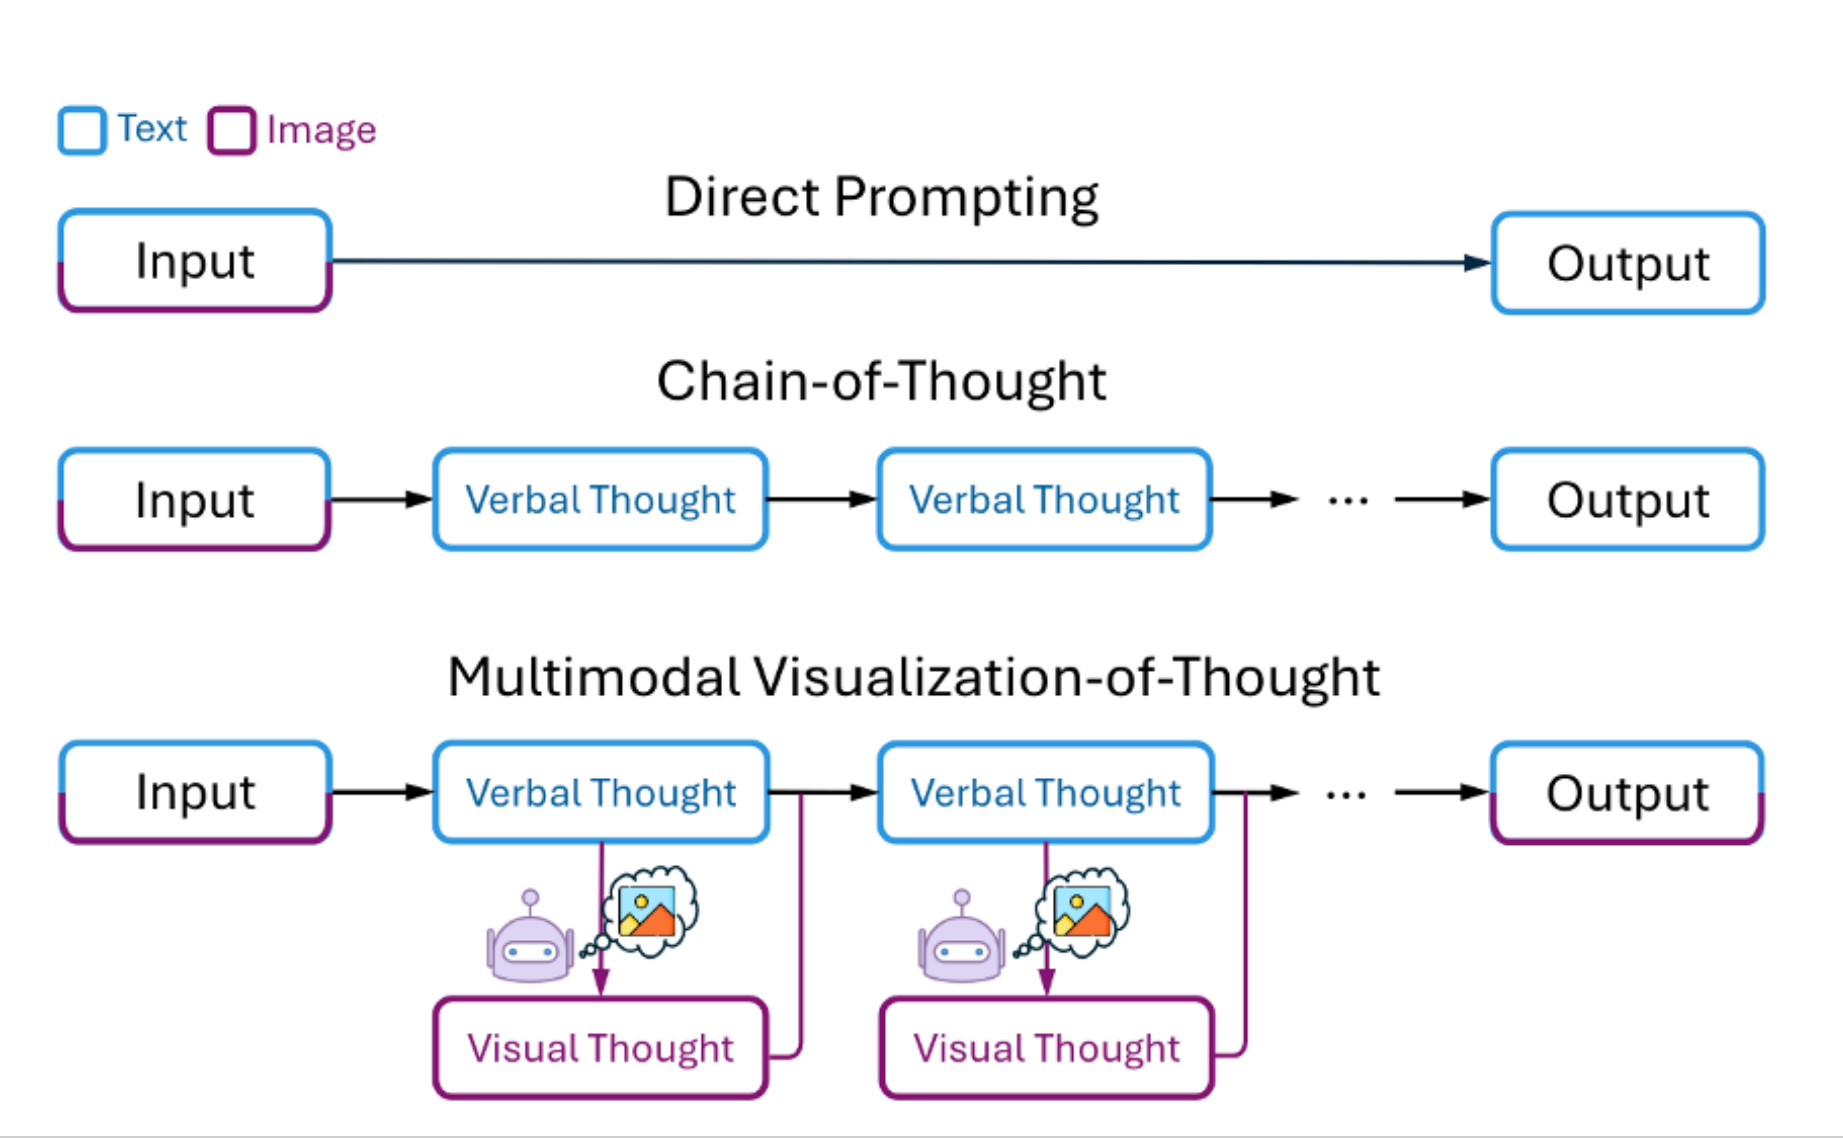 Text Image
Direct Prompting
Input Output
Chain-of-Thought
Input Verbal Thought Verbal Thought ... Output
Multimodal Visualization-of-Thought
Input Verbal Thought Verbal Thought ... Output
Visual Thought Visual Thought